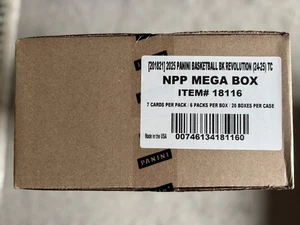 [201821] 2025 PANINI BASKETBALL BK REVOLUTION (24-25) TC
NPP MEGA BOX
ITEM# 18116
7 CARDS PER PACK / 6 PACKS PER BOX / 20 BOXES PER CASE
Made in the USA
00746134181160
PANINI